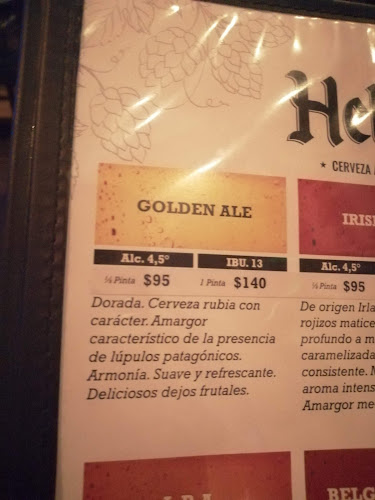 He
★ CERVEZA
GOLDEN ALE
Alc. 4,5° IBU. 13
½ Pinta $95 1 Pinta $140
Dorada. Cerveza rubia con
carácter. Amargor
característico de la presencia
de lúpulos patagónicos.
Armonía. Suave y refrescante.
Deliciosos dejos frutales.
IRIS
Alc. 4,5°
½ Pinta $95
De origen Irla
rojizos matice
profundo a m
caramelizada
consistente. M
aroma intens
Amargor me
BELG